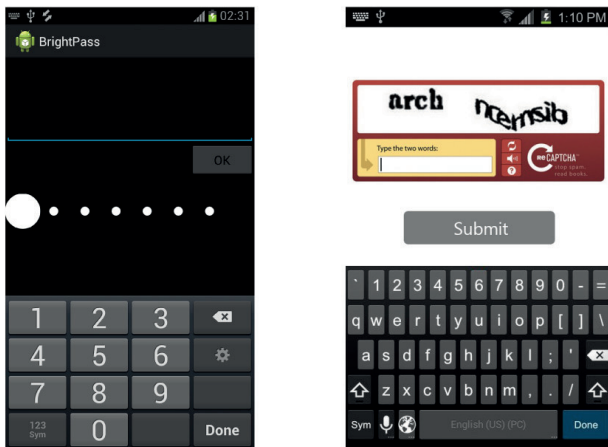 02:31
BrightPass
OK
1 2 3
4 5 6
7 8 9
123
Sym
0 Done
1:10 PM
arch
Type the two words:
reCAPTCHA™
stop spam.
read books.
Submit
` 1 2 3 4 5 6 7 8 9 0 - =
q w e r t y u i o p [ ] \
a s d f g h j k l ; '
z x c v b n m , . /
Sym English (US) (PC) Done